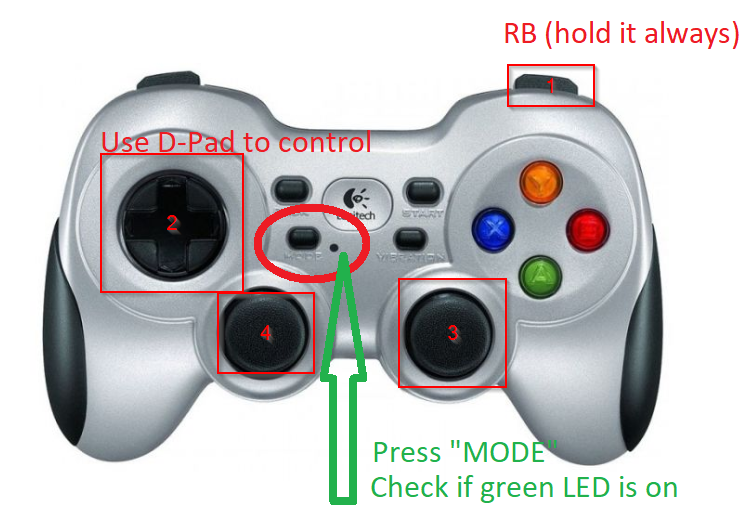 RB (hold it always)
1
Use D-Pad to control
2
Logitech
START
MODE
VIBRATION
Y
X
B
A
4
3
Press "MODE"
Check if green LED is on